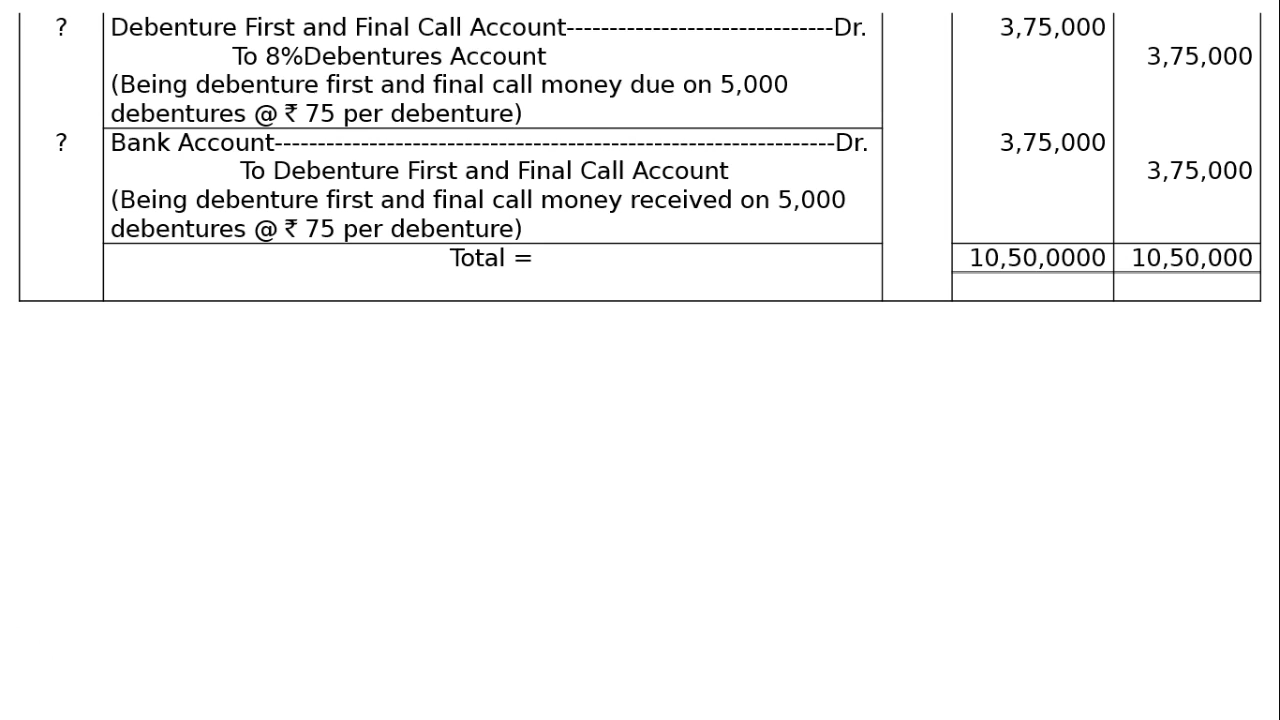 ? Debenture First and Final Call Account-------------------------------Dr. 3,75,000
To 8%Debentures Account 3,75,000
(Being debenture first and final call money due on 5,000
debentures @ ₹ 75 per debenture)
? Bank Account-----------------------------------------------------------------Dr. 3,75,000
To Debenture First and Final Call Account 3,75,000
(Being debenture first and final call money received on 5,000
debentures @ ₹ 75 per debenture)
Total = 10,50,0000 10,50,000